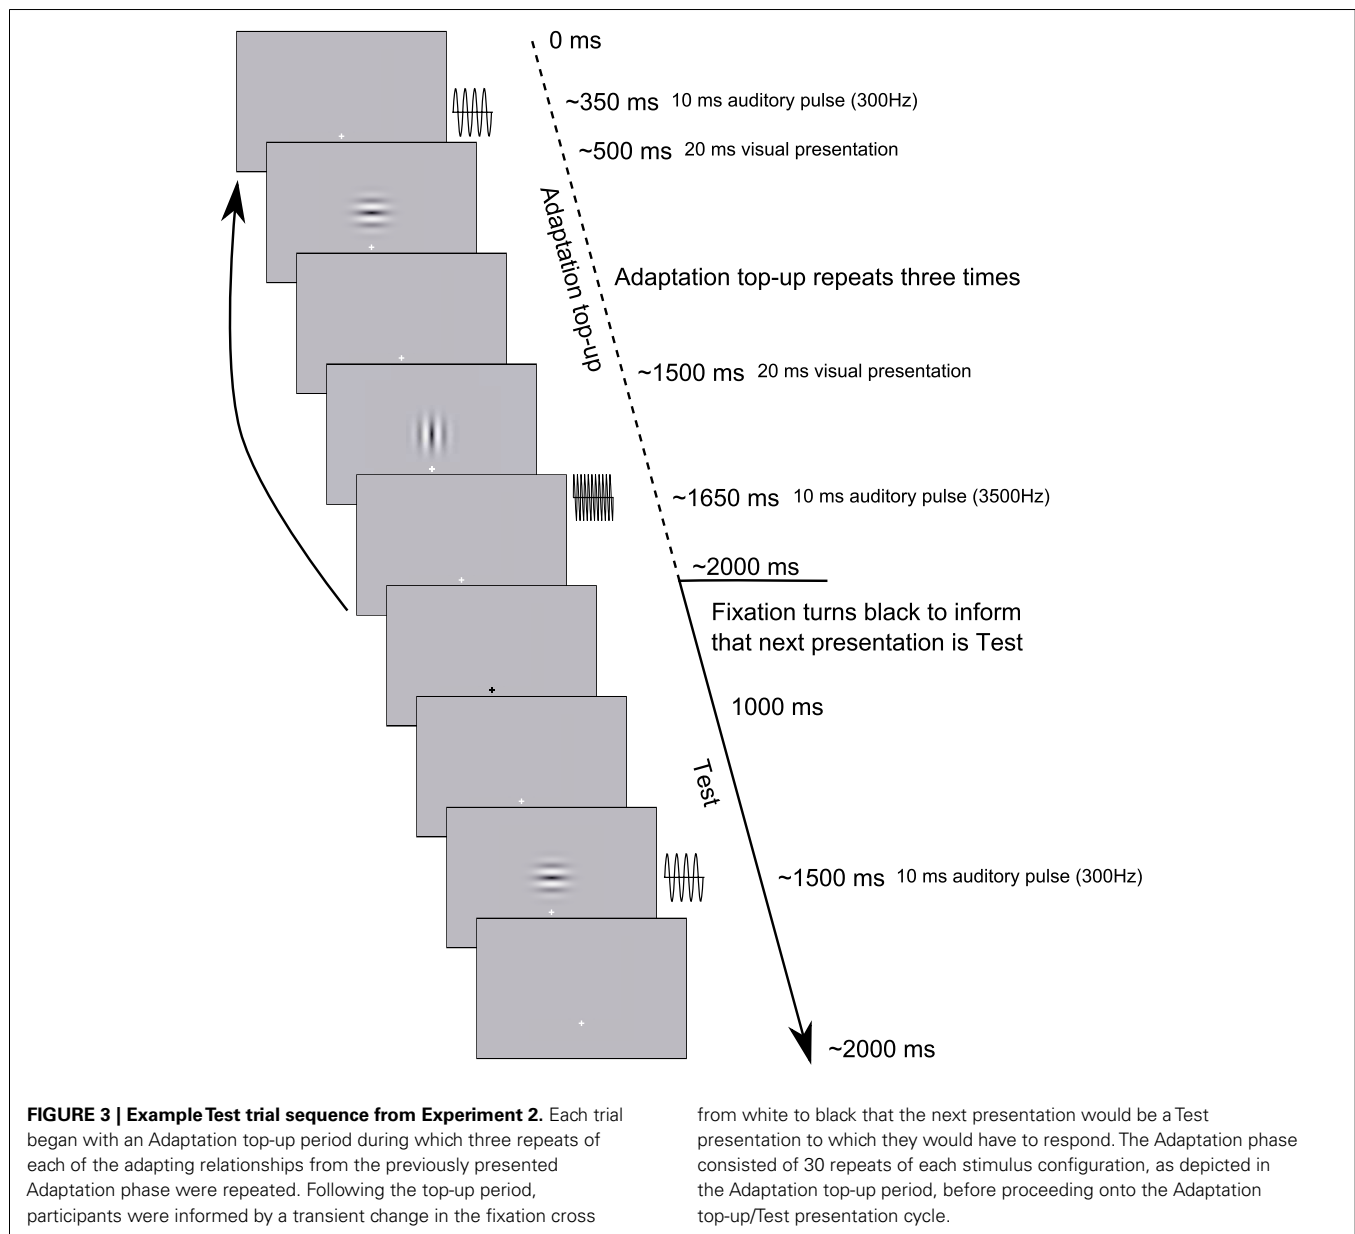 0 ms
~350 ms 10 ms auditory pulse (300Hz)
~500 ms 20 ms visual presentation
Adaptation top-up
Adaptation top-up repeats three times
~1500 ms 20 ms visual presentation
~1650 ms 10 ms auditory pulse (3500Hz)
~2000 ms
Fixation turns black to inform
that next presentation is Test
1000 ms
Test
~1500 ms 10 ms auditory pulse (300Hz)
~2000 ms
FIGURE 3 | Example Test trial sequence from Experiment 2. Each trial
began with an Adaptation top-up period during which three repeats of
each of the adapting relationships from the previously presented
Adaptation phase were repeated. Following the top-up period,
participants were informed by a transient change in the fixation cross
from white to black that the next presentation would be a Test
presentation to which they would have to respond. The Adaptation phase
consisted of 30 repeats of each stimulus configuration, as depicted in
the Adaptation top-up period, before proceeding onto the Adaptation
top-up/Test presentation cycle.